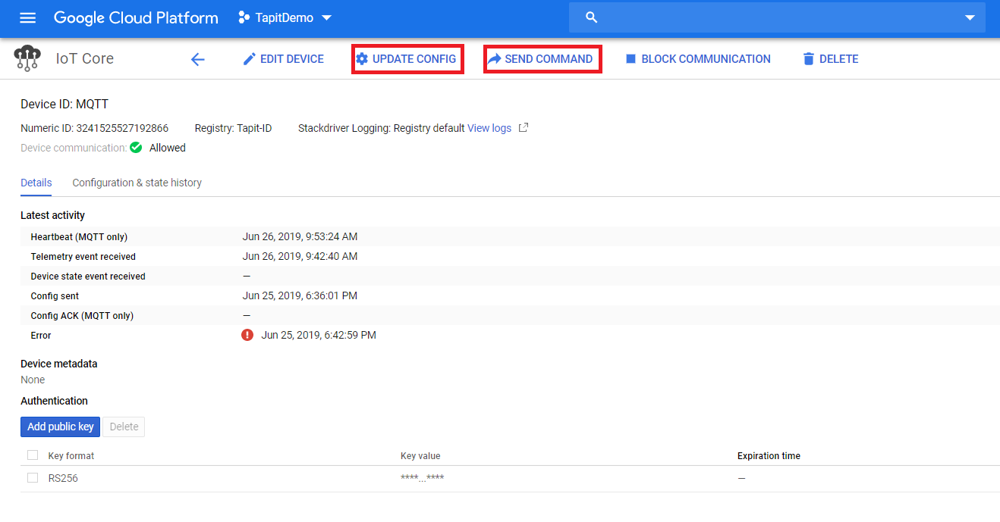 Google Cloud Platform TapitDemo
IoT Core EDIT DEVICE UPDATE CONFIG SEND COMMAND BLOCK COMMUNICATION DELETE
Device ID: MQTT
Numeric ID: 3241525527192866 Registry: Tapit-ID Stackdriver Logging: Registry default View logs
Device communication: Allowed
Details Configuration & state history
Latest activity
Heartbeat (MQTT only) Jun 26, 2019, 9:53:24 AM
Telemetry event received Jun 26, 2019, 9:42:40 AM
Device state event received —
Config sent Jun 25, 2019, 6:36:01 PM
Config ACK (MQTT only) —
Error Jun 25, 2019, 6:42:59 PM
Device metadata
None
Authentication
Add public key Delete
Key format Key value Expiration time
RS256 ****...**** —